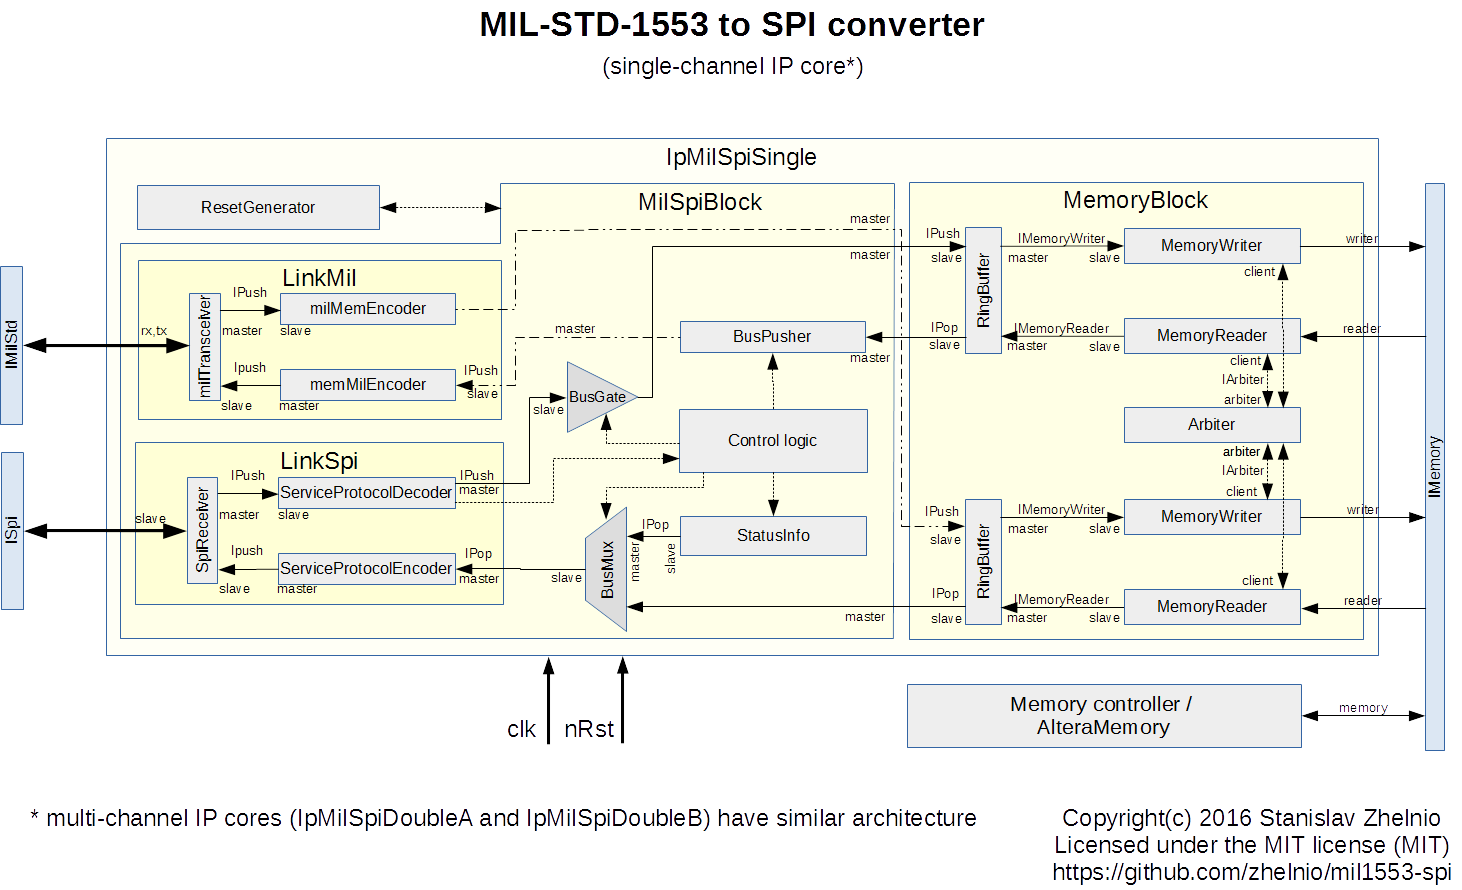 MIL-STD-1553 to SPI converter
(single-channel IP core*)
IpMilSpiSingle
ResetGenerator
MilSpiBlock
MemoryBlock
master
IPush
slave
master
RingBuffer
IMemoryWriter
master
slave
MemoryWriter
client
writer
LinkMil
IMilStd
rx,tx
milTransceiver
IPush
master
slave
milMemEncoder
Ipush
slave
master
memMilEncoder
IPush
slave
master
BusPusher
master
IPop
slave
IMemoryReader
master
slave
MemoryReader
client
IArbiter
arbiter
reader
BusGate
slave
Control logic
Arbiter
arbiter
IArbiter
client
IMemory
LinkSpi
ISpi
slave
SpiReceiver
IPush
master
slave
ServiceProtocolDecoder
IPush
master
Ipush
slave
master
ServiceProtocolEncoder
IPop
master
slave
BusMux
IPop
master
slave
StatusInfo
IPush
slave
RingBuffer
IMemoryWriter
master
slave
MemoryWriter
writer
master
IPop
slave
IMemoryReader
master
slave
client
MemoryReader
reader
clk
nRst
Memory controller /
AlteraMemory
memory
* multi-channel IP cores (IpMilSpiDoubleA and IpMilSpiDoubleB) have similar architecture
Copyright(c) 2016 Stanislav Zhelnio
Licensed under the MIT license (MIT)
https://github.com/zhelnio/mil1553-spi